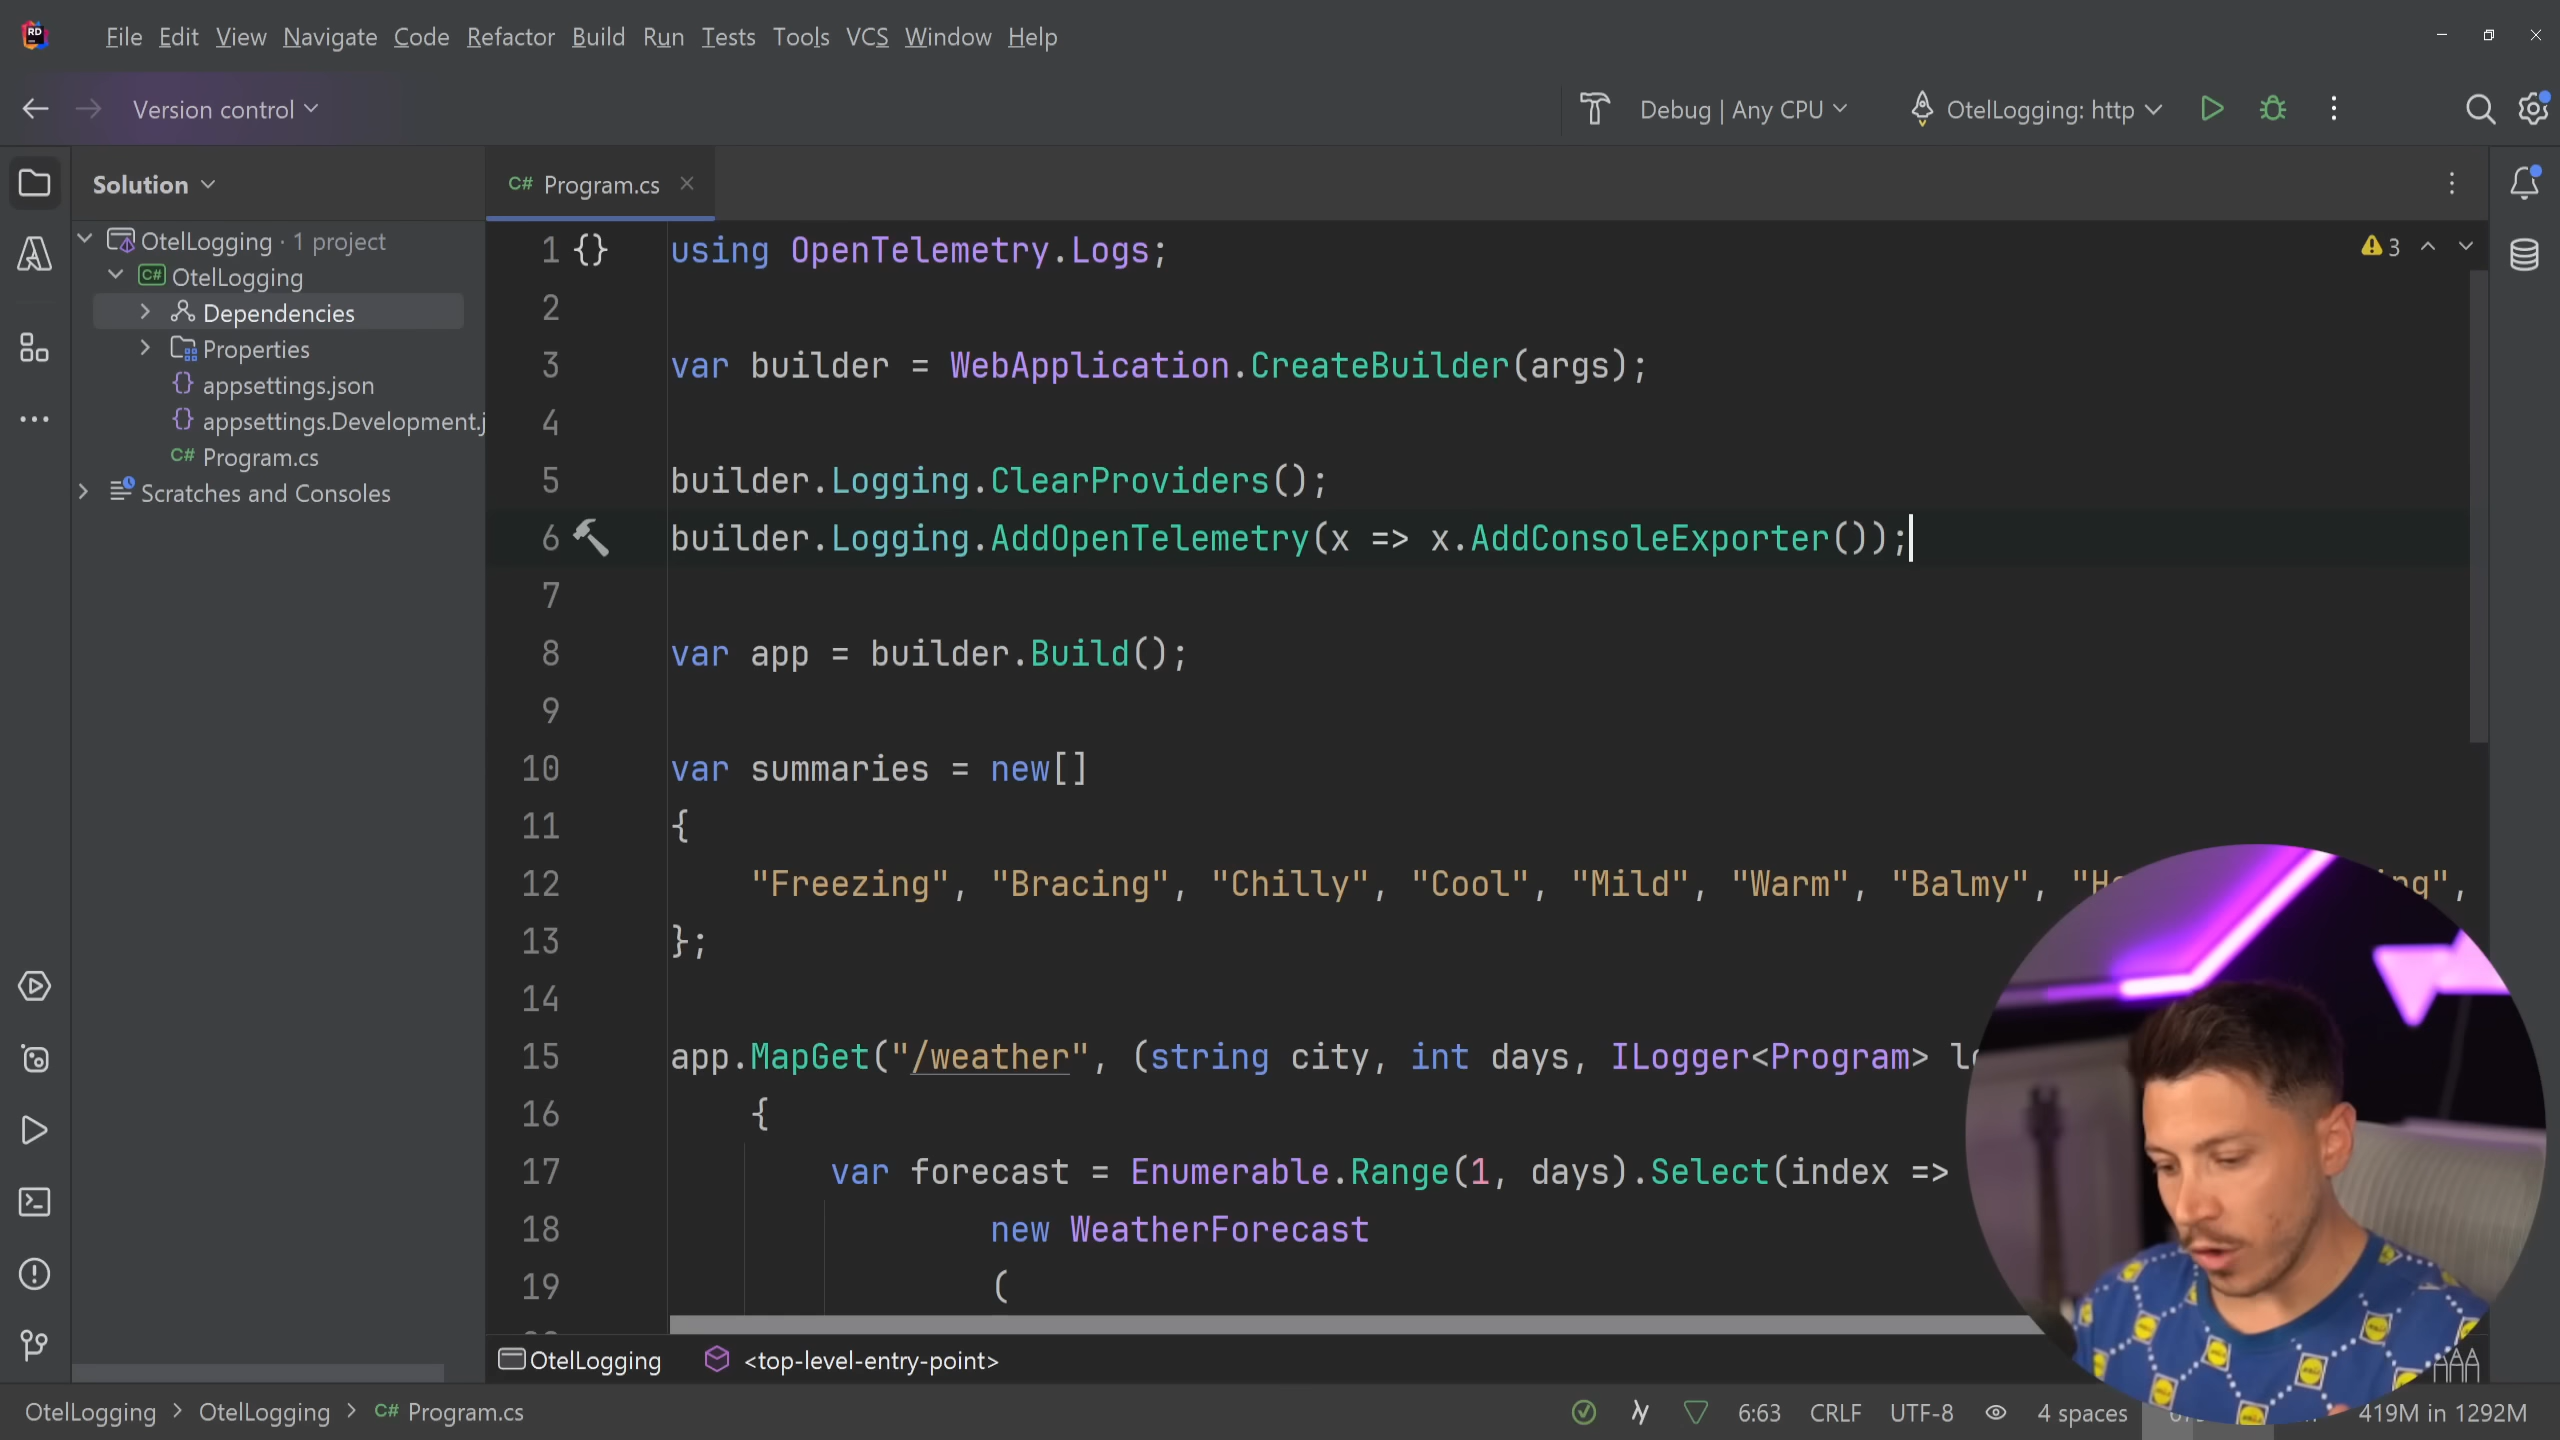 RD
File Edit View Navigate Code Refactor Build Run Tests Tools VCS Window Help
Version control
Debug | Any CPU
OtelLogging: http
Solution
C# Program.cs
OtelLogging · 1 project
C# OtelLogging
Dependencies
Properties
appsettings.json
appsettings.Development.j
C# Program.cs
Scratches and Consoles
3
1 {} using OpenTelemetry.Logs;
2
3 var builder = WebApplication.CreateBuilder(args);
4
5 builder.Logging.ClearProviders();
6 builder.Logging.AddOpenTelemetry(x => x.AddConsoleExporter());
7
8 var app = builder.Build();
9
10 var summaries = new[]
11 {
12 "Freezing", "Bracing", "Chilly", "Cool", "Mild", "Warm", "Balmy",
13 };
14
15 app.MapGet("/weather", (string city, int days, ILogger<Program>
16 {
17 var forecast = Enumerable.Range(1, days).Select(index =>
18 new WeatherForecast
19 (
OtelLogging <top-level-entry-point>
OtelLogging > OtelLogging > C# Program.cs
6:63 CRLF UTF-8 4 spaces 419M in 1292M